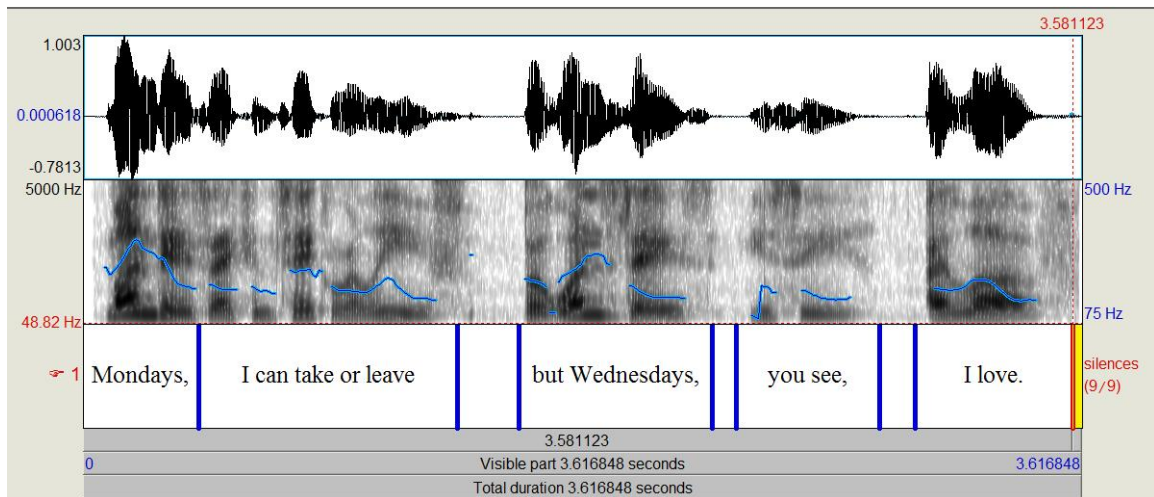 3.581123
1.003
0.000618
-0.7813
5000 Hz
500 Hz
48.82 Hz
75 Hz
☞ 1
Mondays,
I can take or leave
but Wednesdays,
you see,
I love.
silences
(9/9)
3.581123
0
Visible part 3.616848 seconds
3.616848
Total duration 3.616848 seconds